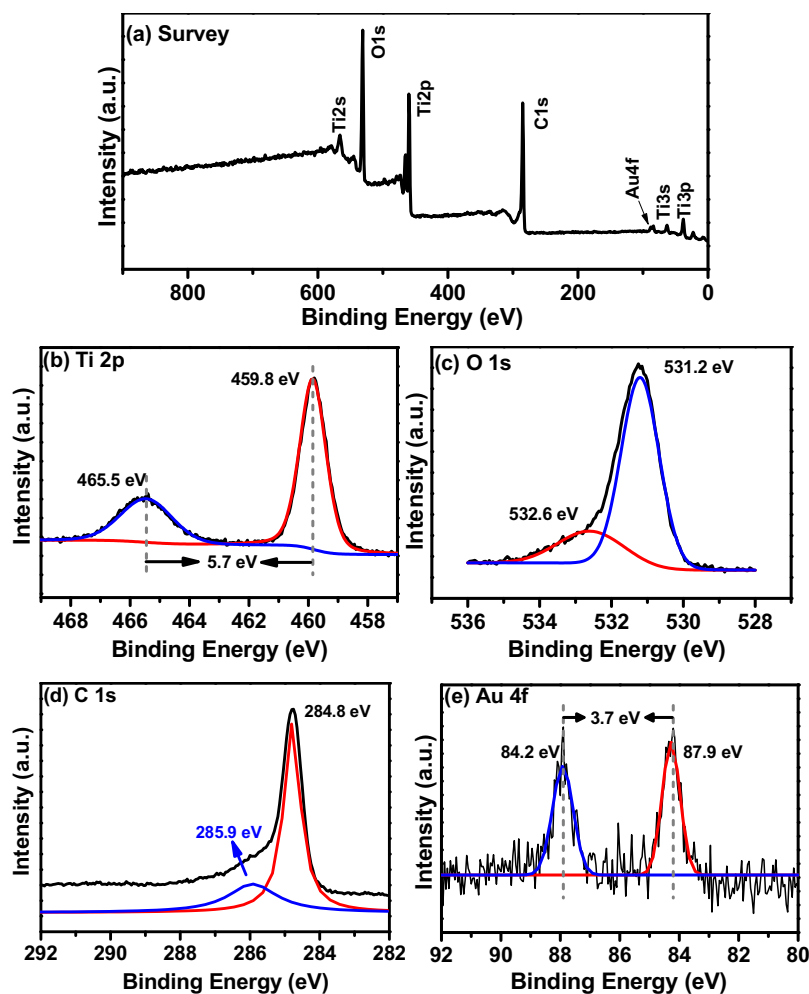 (a) Survey
Intensity (a.u.)
Ti2s
O1s
Ti2p
C1s
Au4f
Ti3s
Ti3p
800 600 400 200 0
Binding Energy (eV)
(b) Ti 2p
Intensity (a.u.)
459.8 eV
465.5 eV
5.7 eV
468 466 464 462 460 458
Binding Energy (eV)
(c) O 1s
Intensity (a.u.)
531.2 eV
532.6 eV
536 534 532 530 528
Binding Energy (eV)
(d) C 1s
Intensity (a.u.)
284.8 eV
285.9 eV
292 290 288 286 284 282
Binding Energy (eV)
(e) Au 4f
Intensity (a.u.)
3.7 eV
84.2 eV
87.9 eV
92 90 88 86 84 82 80
Binding Energy (eV)